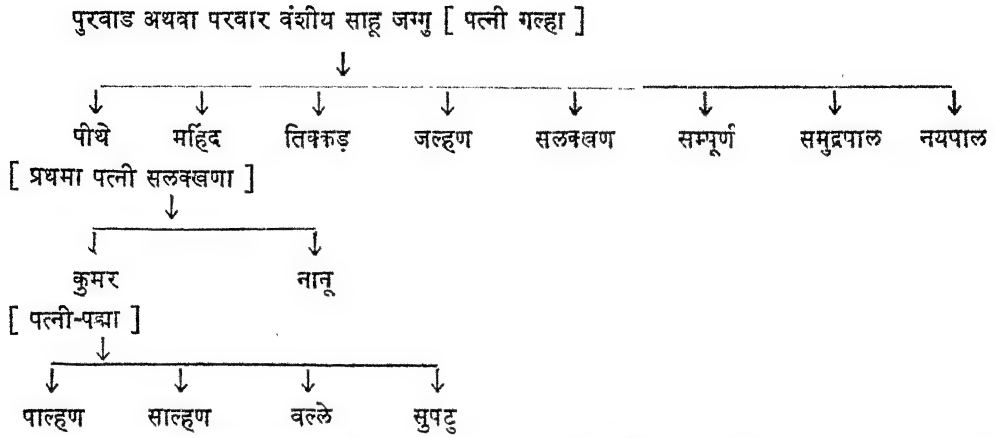 पुरवाड अथवा परवार वंशीय साहू जग्गु [ पत्नी गल्हा ]
पीथे महिंद तिक्कड़ जल्हण सलक्खण सम्पूर्ण समुद्रपाल नयपाल
[ प्रथमा पत्नी सलक्खणा ]
कुमर नानू
[ पत्नी-पद्मा ]
पाल्हण साल्हण वल्ले सुपटु